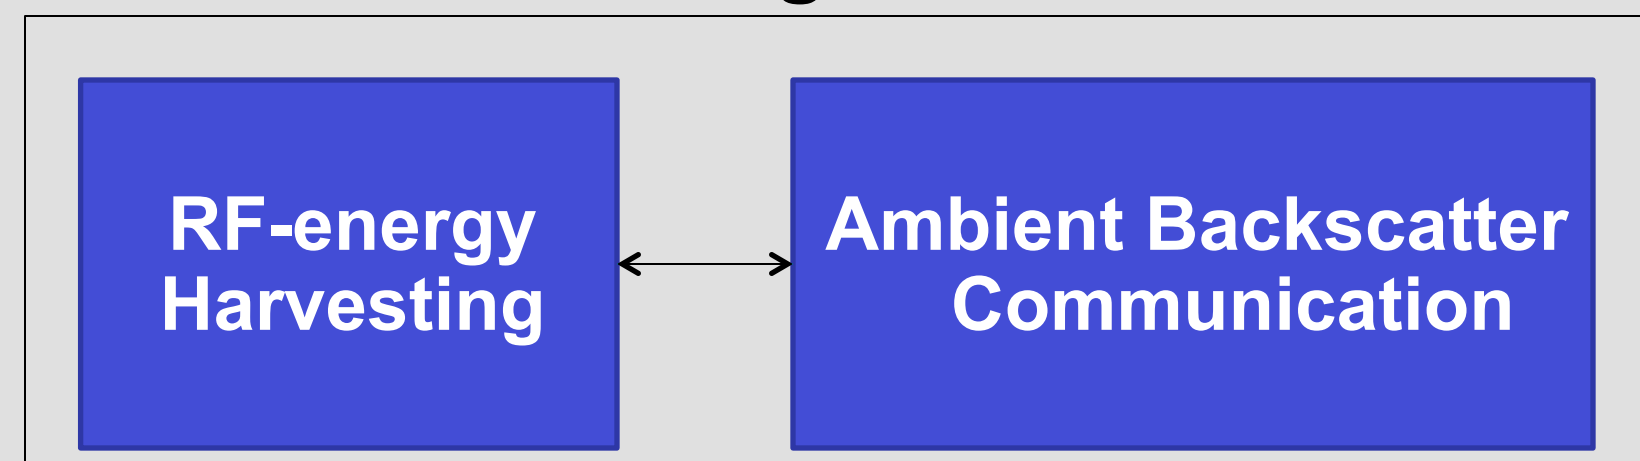 RF-energy
Harvesting
Ambient Backscatter
Communication